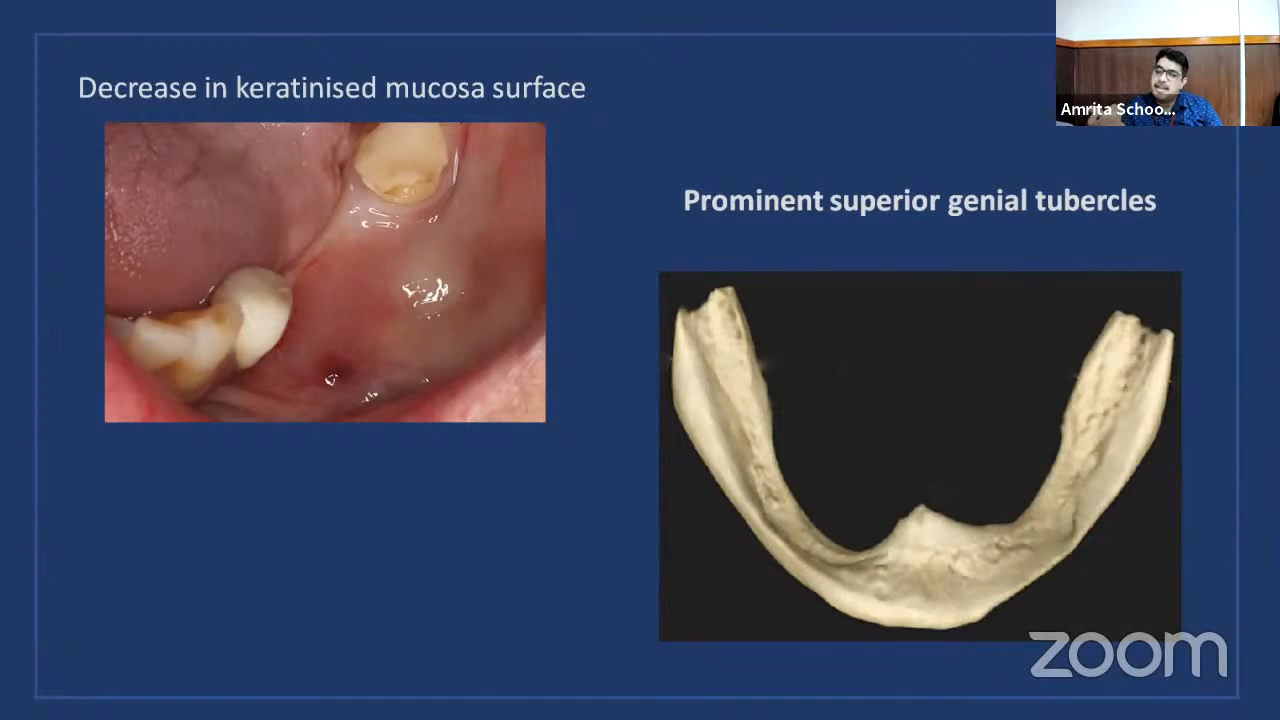 Decrease in keratinised mucosa surface
Amrita Schoo...
Prominent superior genial tubercles
zoom